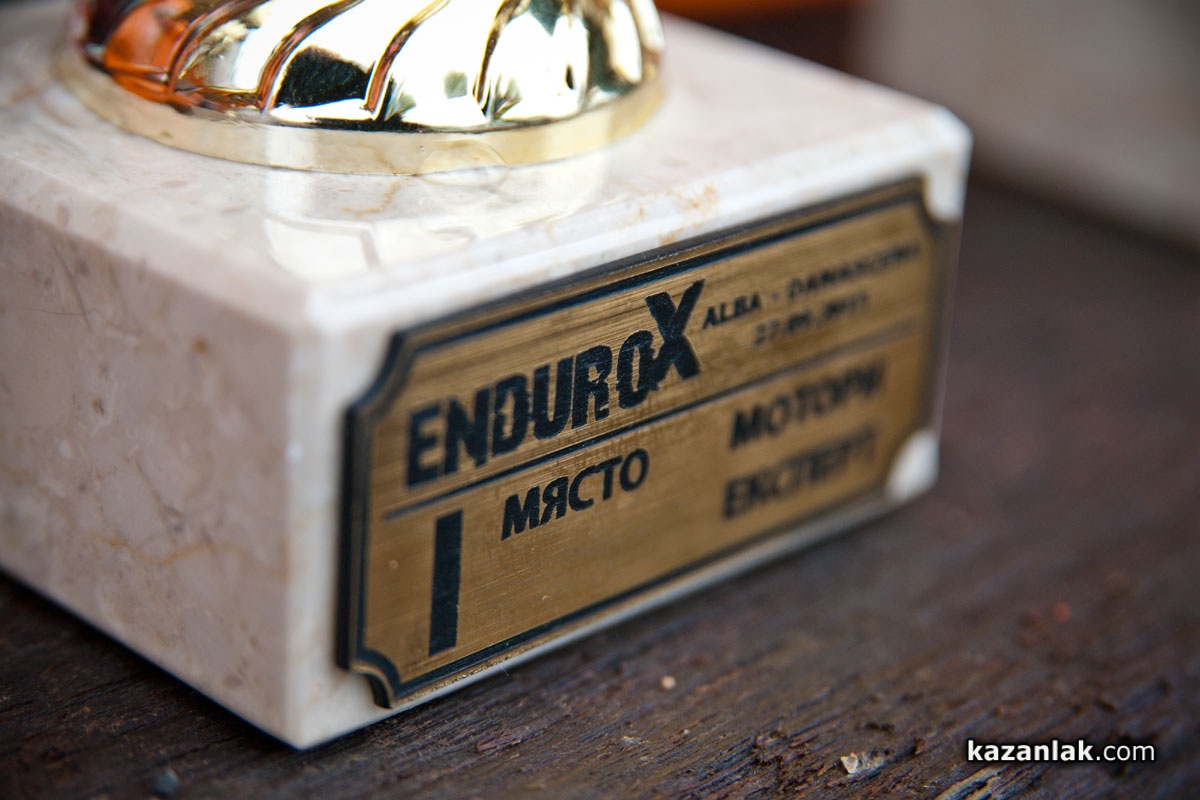 ENDUROX
ALBA - DAMASCENA
I МЯСТО
МОТОРИ
ЕКСПЕРТ
kazanlak.com